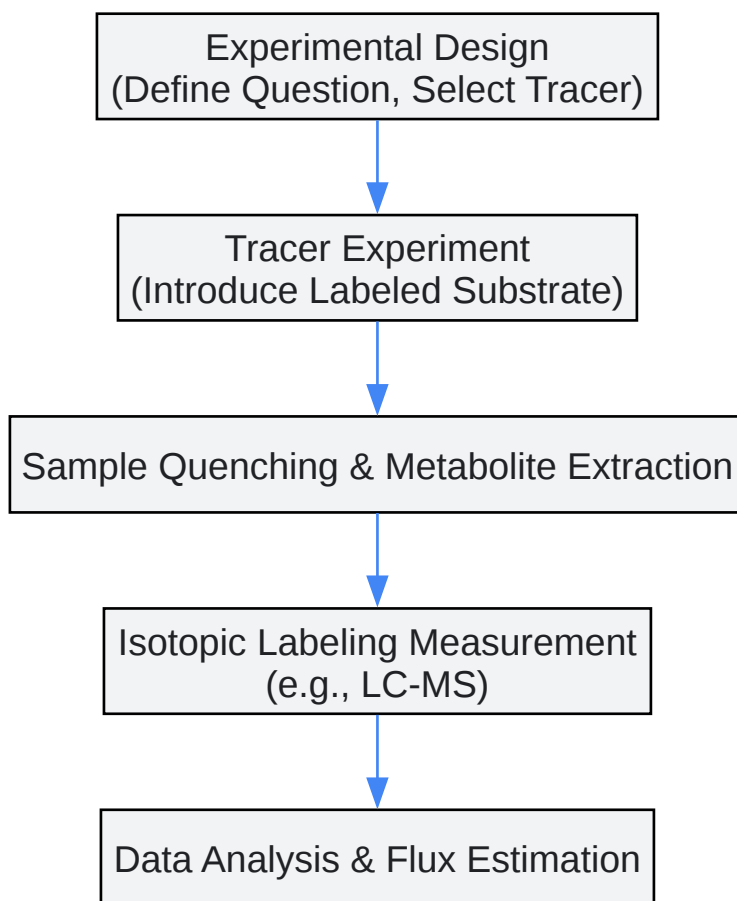 Experimental Design
(Define Question, Select Tracer)
Tracer Experiment
(Introduce Labeled Substrate)
Sample Quenching & Metabolite Extraction
Isotopic Labeling Measurement
(e.g., LC-MS)
Data Analysis & Flux Estimation